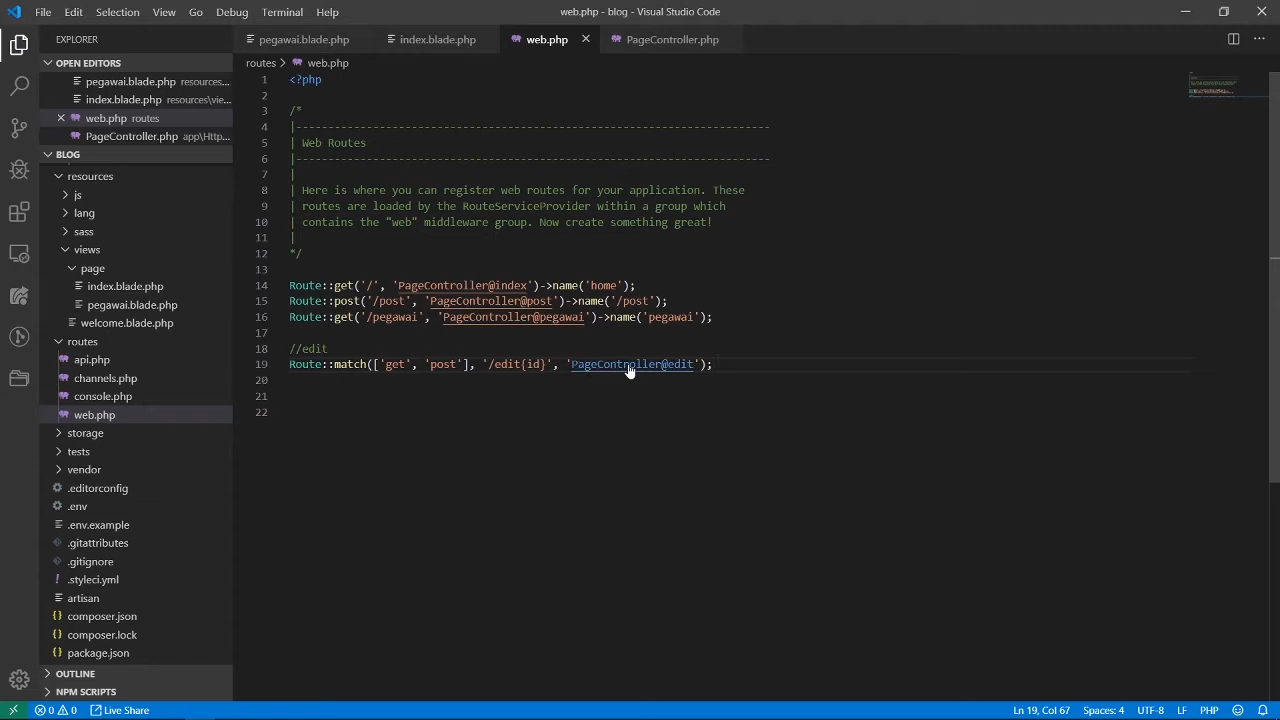 File Edit Selection View Go Debug Terminal Help
web.php - blog - Visual Studio Code
EXPLORER
pegawai.blade.php index.blade.php web.php PageController.php
OPEN EDITORS
pegawai.blade.php resources...
index.blade.php resources\vie...
web.php routes
PageController.php app\Http...
BLOG
resources
js
lang
sass
views
page
index.blade.php
pegawai.blade.php
welcome.blade.php
routes
api.php
channels.php
console.php
web.php
storage
tests
vendor
.editorconfig
.env
.env.example
.gitattributes
.gitignore
.styleci.yml
artisan
composer.json
composer.lock
package.json
OUTLINE
NPM SCRIPTS
routes > web.php
1 <?php
2
3 /*
4 |--------------------------------------------------------------------------
5 | Web Routes
6 |--------------------------------------------------------------------------
7 |
8 | Here is where you can register web routes for your application. These
9 | routes are loaded by the RouteServiceProvider within a group which
10 | contains the "web" middleware group. Now create something great!
11 |
12 */
13
14 Route::get('/', 'PageController@index')->name('home');
15 Route::post('/post', 'PageController@post')->name('/post');
16 Route::get('/pegawai', 'PageController@pegawai')->name('pegawai');
17
18 //edit
19 Route::match(['get', 'post'], '/edit{id}', 'PageController@edit');
20
21
22
0 0 Live Share
Ln 19, Col 67 Spaces: 4 UTF-8 LF PHP